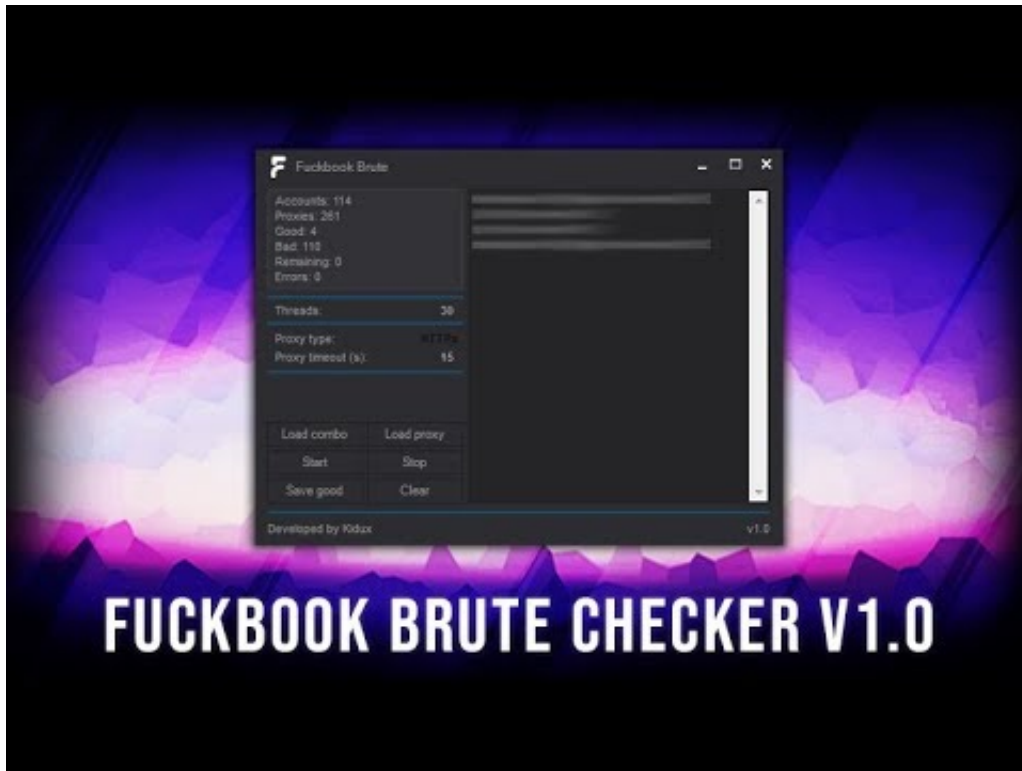 Fuckbook Brute
Accounts: 114
Proxies: 261
Good: 4
Bad: 110
Remaining: 0
Errors: 0
Threads: 30
Proxy type: HTTPs
Proxy timeout (s): 15
Load combo Load proxy
Start Stop
Save good Clear
Developed by Kidux v1.0
FUCKBOOK BRUTE CHECKER V1.0